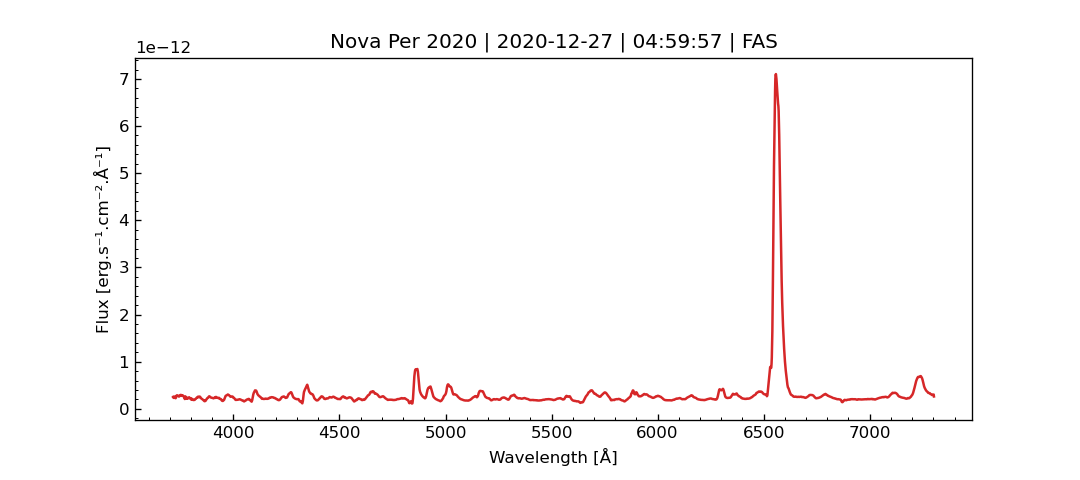 Nova Per 2020 | 2020-12-27 | 04:59:57 | FAS
1e−12
7
6
5
4
3
2
1
0
Flux [erg.s⁻¹.cm⁻².Å⁻¹]
4000 4500 5000 5500 6000 6500 7000
Wavelength [Å]